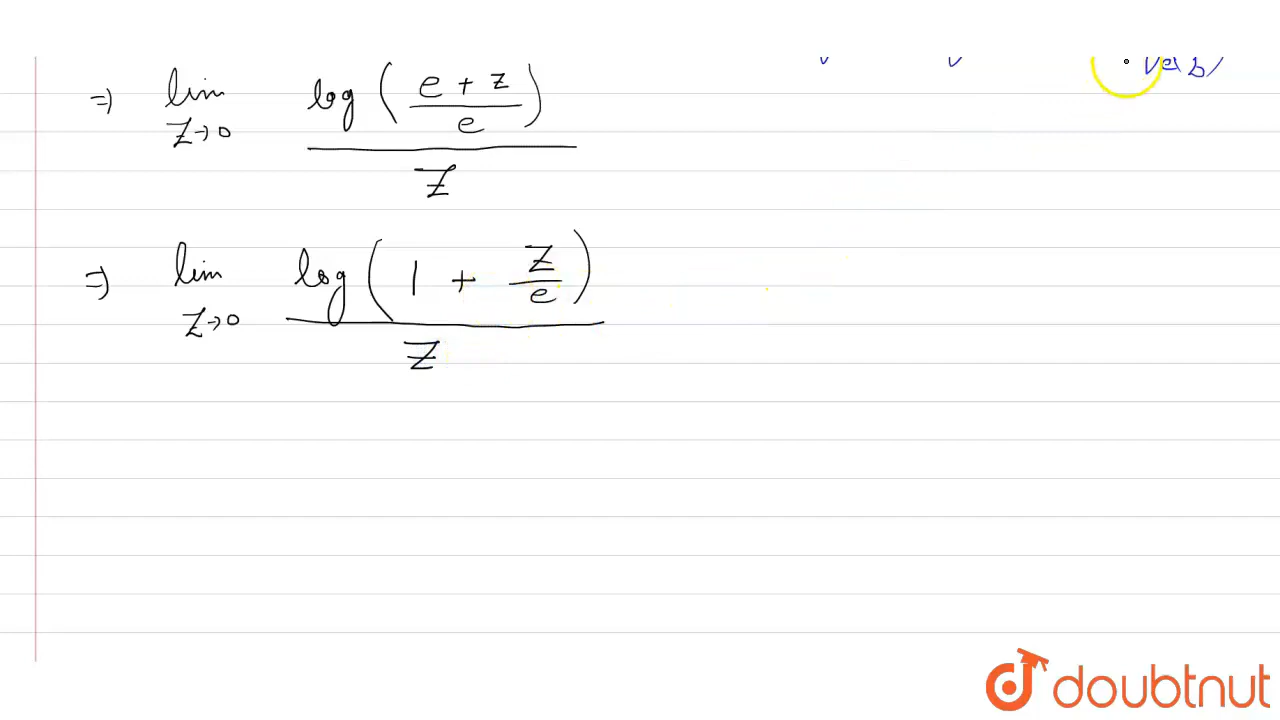 ⇒ lim z→0 log((e + z)/e) / z
⇒ lim z→0 log(1 + z/e) / z
doubtnut